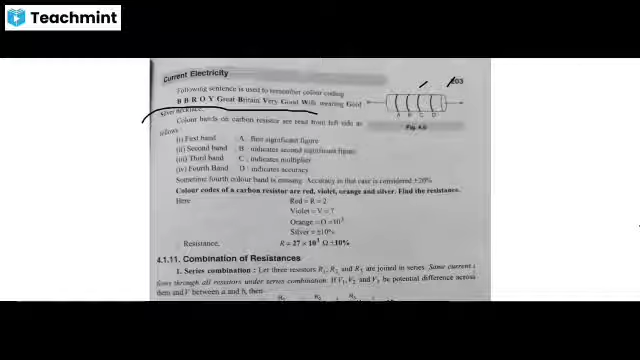 Teachmint
Current Electricity
203
Following sentence is used to remember colour coding
B B R O Y Great Britain Very Good Wife wearing Gold
Silver necklace.
A B C D
Colour bands on carbon resistor are read from left side as
Fig. 4.6
follows
(i) First band A first significant figure
(ii) Second band B indicates second significant figure
(iii) Third band C indicates multiplier
(iv) Fourth Band D indicates accuracy
Sometime fourth colour band is missing. Accuracy in that case is considered ±20%
Colour codes of a carbon resistor are red, violet, orange and silver. Find the resistance.
Here Red = R = 2
Violet = V = 7
Orange = O = 10³
Silver = ±10%
Resistance, R = 27 × 10³ Ω ±10%
4.1.11. Combination of Resistances
1. Series combination : Let three resistors R₁, R₂ and R₃ are joined in series. Same current
flows through all resistors under series combination. If V₁, V₂ and V₃ be potential difference across
them and V between a and b, then
R₁ R₂ R₃